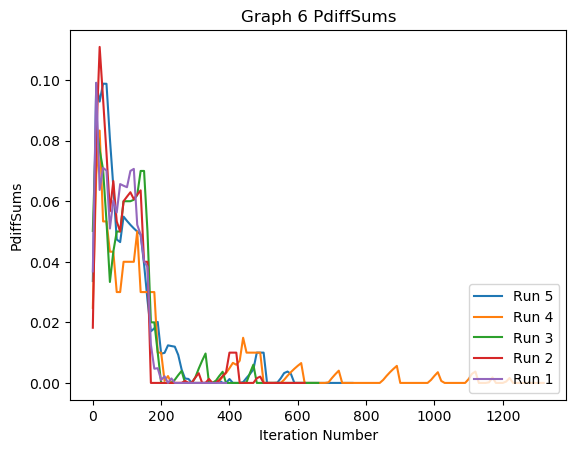 Graph 6 PdiffSums
PdiffSums
0.10
0.08
0.06
0.04
0.02
0.00
Run 5
Run 4
Run 3
Run 2
Run 1
0 200 400 600 800 1000 1200
Iteration Number